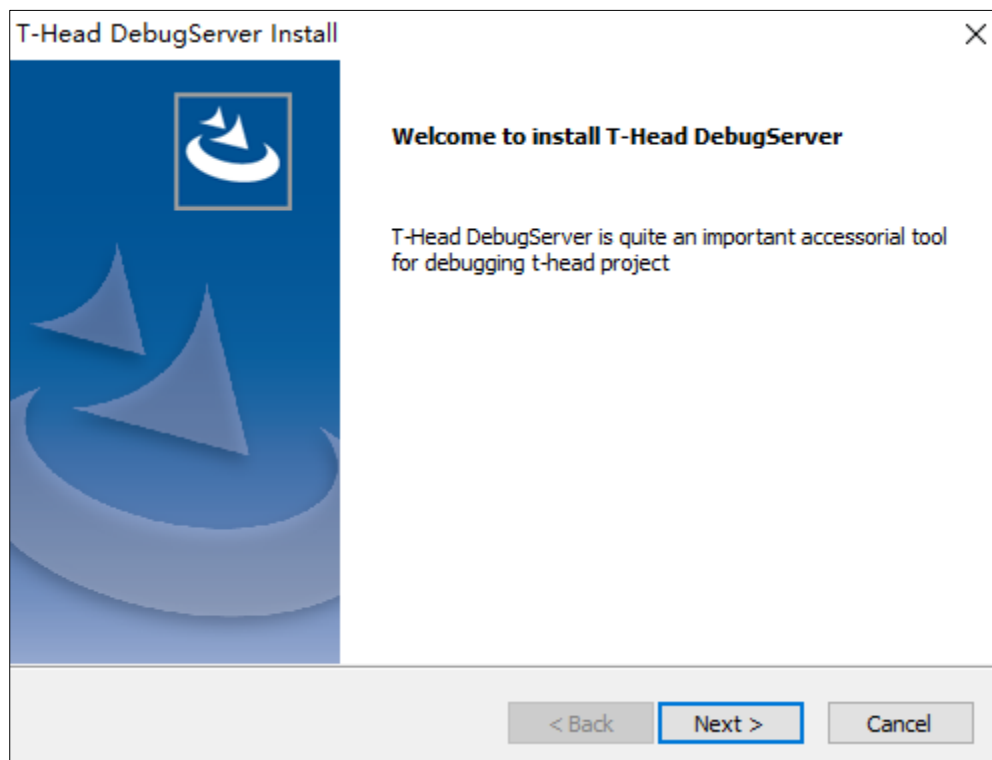 T-Head DebugServer Install
Welcome to install T-Head DebugServer
T-Head DebugServer is quite an important accessorial tool
for debugging t-head project
< Back
Next >
Cancel